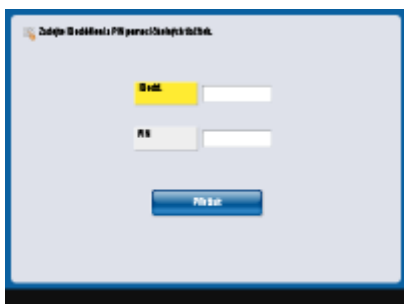 Zadejte ID oddělení a PIN pomocí číselných tlačítek.
ID odd.
PIN
Přihlásit